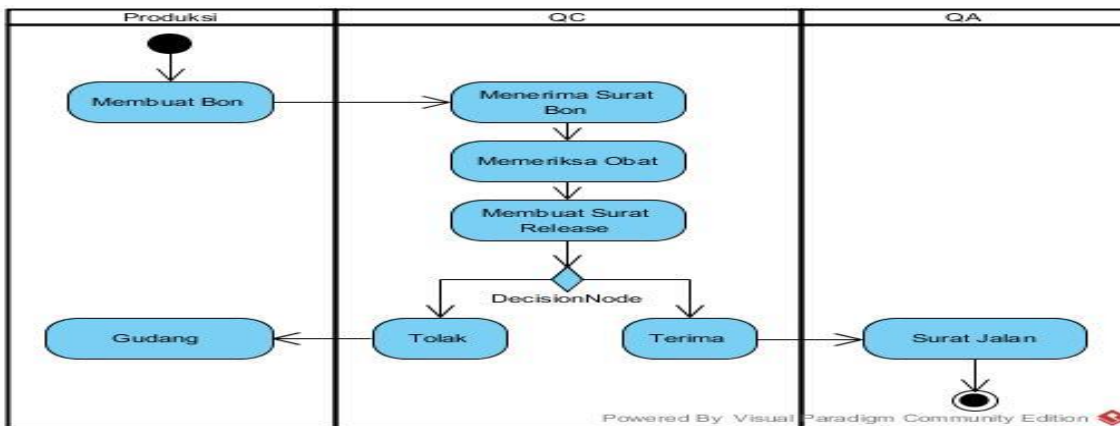 Produksi
QC
QA
Membuat Bon
Menerima Surat
Bon
Memeriksa Obat
Membuat Surat
Release
DecisionNode
Gudang
Tolak
Terima
Surat Jalan
Powered By Visual Paradigm Community Edition